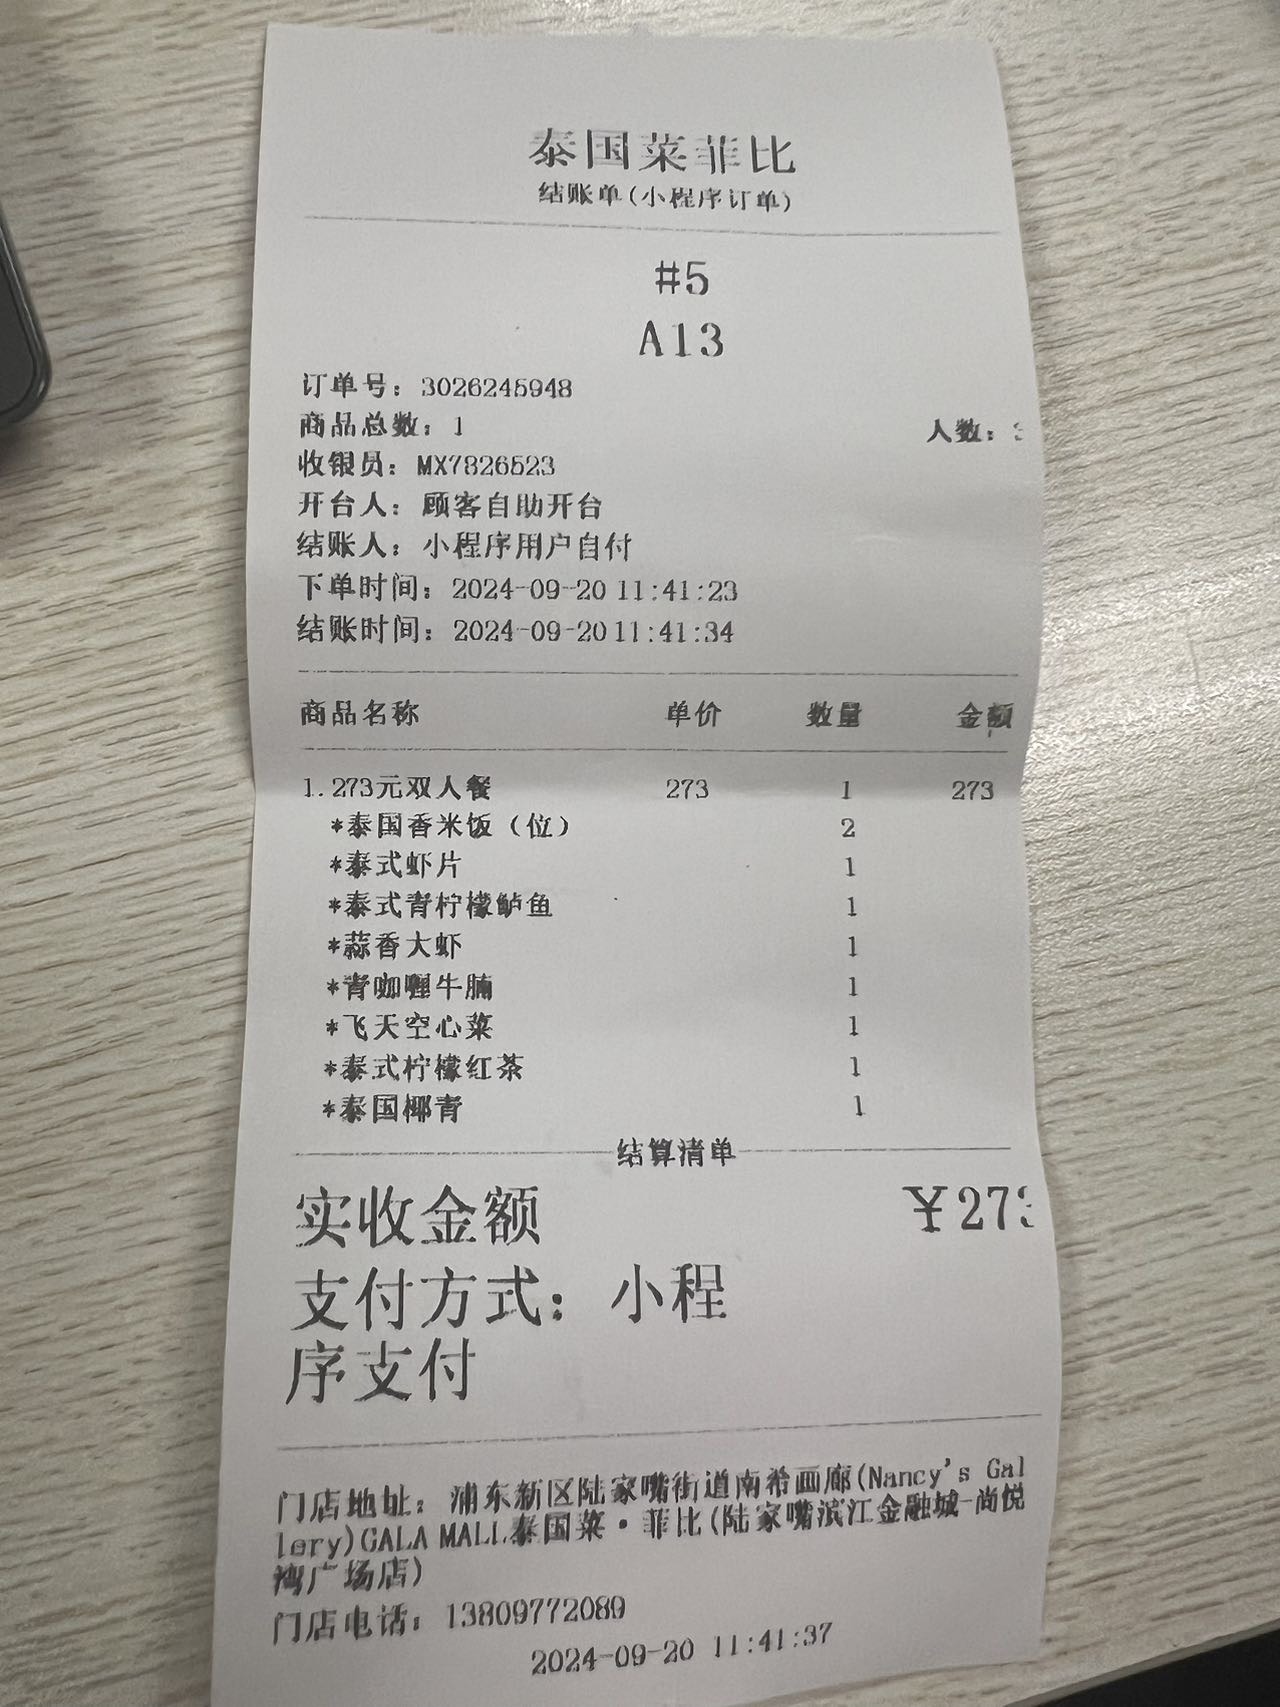 泰国菜菲比
结账单(小程序订单)
#5
A13
订单号：3026245948
商品总数：1 人数：
收银员：MX7826523
开台人：顾客自助开台
结账人：小程序用户自付
下单时间：2024-09-20 11:41:23
结账时间：2024-09-20 11:41:34
商品名称 单价 数量 金额
1.273元双人餐 273 1 273
*泰国香米饭（位） 2
*泰式虾片 1
*泰式青柠檬鲈鱼 1
*蒜香大虾 1
*青咖喱牛腩 1
*飞天空心菜 1
*泰式柠檬红茶 1
*泰国椰青 1
结算清单
实收金额 ￥273
支付方式：小程
序支付
门店地址：浦东新区陆家嘴街道南希画廊(Nancy's Gal
lery)GALA MALL泰国菜·菲比(陆家嘴滨江金融城-尚悦
湾广场店)
门店电话：13809772089
2024-09-20 11:41:37